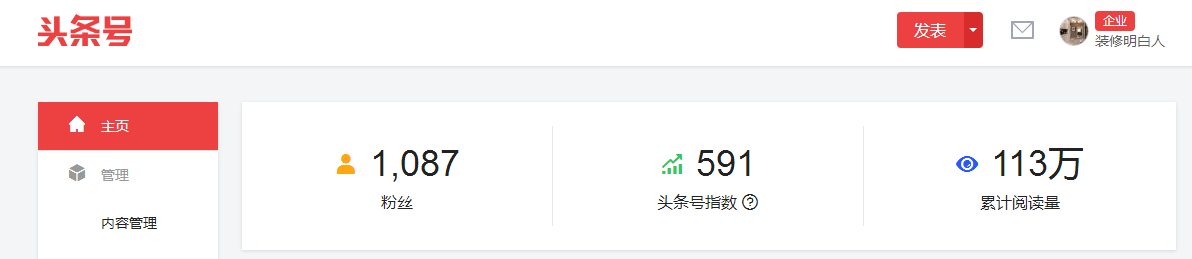 头条号
发表
企业
装修明白人
主页
管理
内容管理
1,087
粉丝
591
头条号指数
113万
累计阅读量